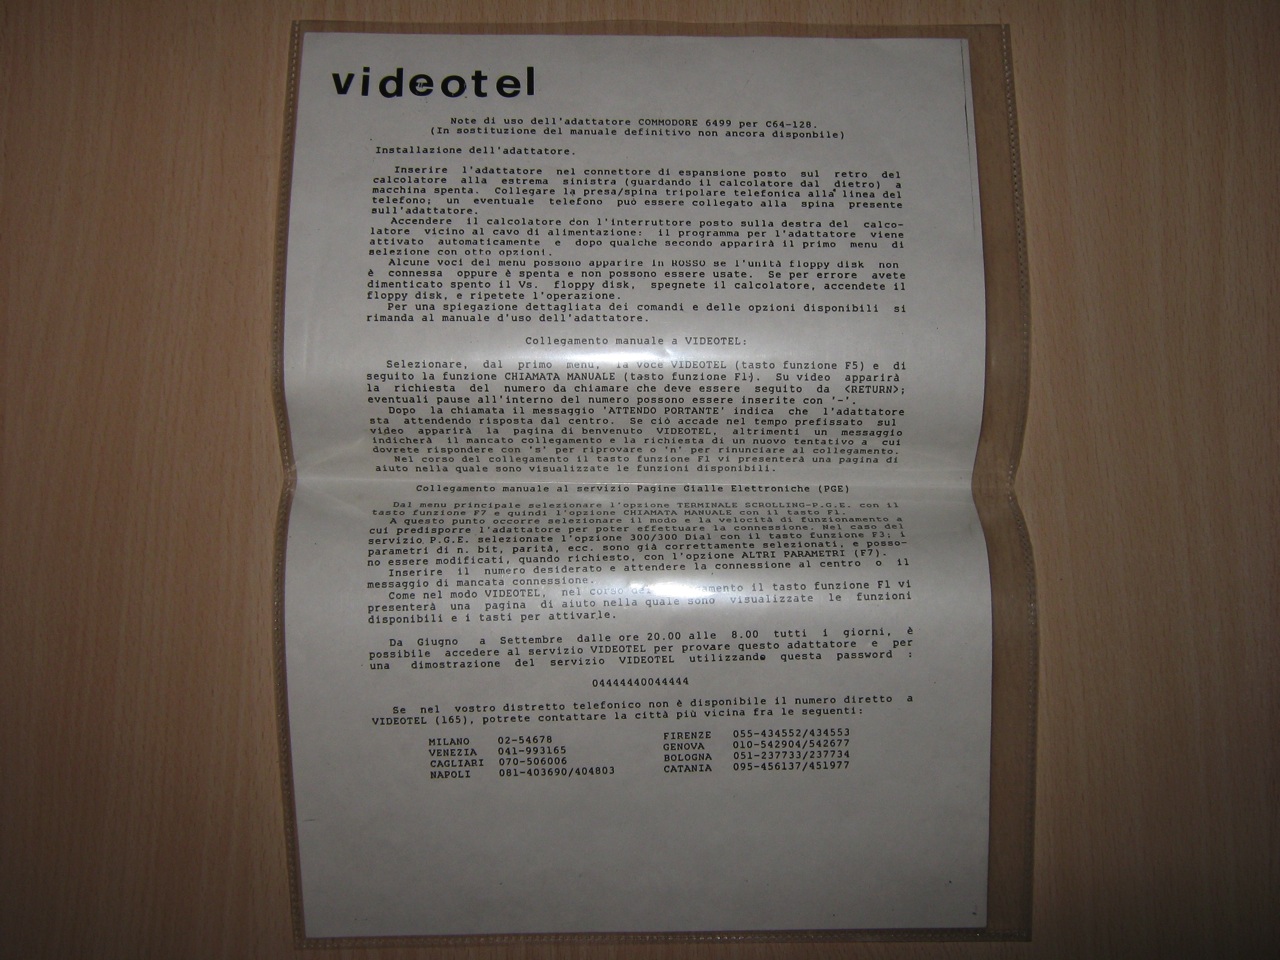 videotel
Note di uso dell'adattatore COMMODORE 6499 per C64-128.
(In sostituzione del manuale definitivo non ancora disponbile)
Installazione dell'adattatore.
Inserire l'adattatore nel connettore di espansione posto sul retro del
calcolatore alla estrema sinistra (guardando il calcolatore dal dietro) a
macchina spenta. Collegare la presa/spina tripolare telefonica alla linea del
telefono; un eventuale telefono può essere collegato alla spina presente
sull'adattatore.
Accendere il calcolatore con l'interruttore posto sulla destra del calco-
latore vicino al cavo di alimentazione: il programma per l'adattatore viene
attivato automaticamente e dopo qualche secondo apparirà il primo menu di
selezione con otto opzioni.
Alcune voci del menu possono apparire in ROSSO se l'unità floppy disk non
è connessa oppure è spenta e non possono essere usate. Se per errore avete
dimenticato spento il Vs. floppy disk, spegnete il calcolatore, accendete il
floppy disk, e ripetete l'operazione.
Per una spiegazione dettagliata dei comandi e delle opzioni disponibili si
rimanda al manuale d'uso dell'adattatore.
Collegamento manuale a VIDEOTEL:
Selezionare, dal primo menu, la voce VIDEOTEL (tasto funzione F5) e di
seguito la funzione CHIAMATA MANUALE (tasto funzione F1). Su video apparirà
la richiesta del numero da chiamare che deve essere seguito da <RETURN>;
eventuali pause all'interno del numero possono essere inserite con '-'.
Dopo la chiamata il messaggio 'ATTENDO PORTANTE' indica che l'adattatore
sta attendendo risposta dal centro. Se ciò accade nel tempo prefissato sul
video apparirà la pagina di benvenuto VIDEOTEL, altrimenti un messaggio
indicherà il mancato collegamento e la richiesta di un nuovo tentativo a cui
dovrete rispondere con 's' per riprovare o 'n' per rinunciare al collegamento.
Nel corso del collegamento il tasto funzione F1 vi presenterà una pagina di
aiuto nella quale sono visualizzate le funzioni disponibili.
Collegamento manuale al servizio Pagine Gialle Elettroniche (PGE)
Dal menu principale selezionare l'opzione TERMINALE SCROLLING-P.G.E. con il
tasto funzione F7 e quindi l'opzione CHIAMATA MANUALE con il tasto F1.
A questo punto occorre selezionare il modo e la velocità di funzionamento a
cui predisporre l'adattatore per poter effettuare la connessione. Nel caso del
servizio P.G.E. selezionate l'opzione 300/300 Dial con il tasto funzione F3; i
parametri di n. bit, parità, ecc. sono già correttamente selezionati, e posso-
no essere modificati, quando richiesto, con l'opzione ALTRI PARAMETRI (F7).
Inserire il numero desiderato e attendere la connessione al centro o il
messaggio di mancata connessione.
Come nel modo VIDEOTEL, nel corso del collegamento il tasto funzione F1 vi
presenterà una pagina di aiuto nella quale sono visualizzate le funzioni
disponibili e i tasti per attivarle.
Da Giugno a Settembre dalle ore 20.00 alle 8.00 tutti i giorni, è
possibile accedere al servizio VIDEOTEL per provare questo adattatore e per
una dimostrazione del servizio VIDEOTEL utilizzando questa password :
04444440044444
Se nel vostro distretto telefonico non è disponibile il numero diretto a
VIDEOTEL (165), potrete contattare la città più vicina fra le seguenti:
MILANO 02-54678 FIRENZE 055-434552/434553
VENEZIA 041-993165 GENOVA 010-542904/542677
CAGLIARI 070-506006 BOLOGNA 051-237733/237734
NAPOLI 081-403690/404803 CATANIA 095-456137/451977